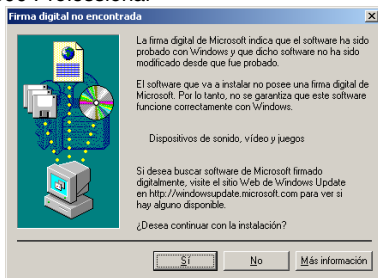 Firma digital no encontrada
La firma digital de Microsoft indica que el software ha sido
probado con Windows y que dicho software no ha sido
modificado desde que fue probado.
El software que va a instalar no posee una firma digital de
Microsoft. Por lo tanto, no se garantiza que este software
funcione correctamente con Windows.
Dispositivos de sonido, vídeo y juegos
Si desea buscar software de Microsoft firmado
digitalmente, visite el sitio Web de Windows Update
en http://windowsupdate.microsoft.com para ver si
hay alguno disponible.
¿Desea continuar con la instalación?
Sí
No
Más información